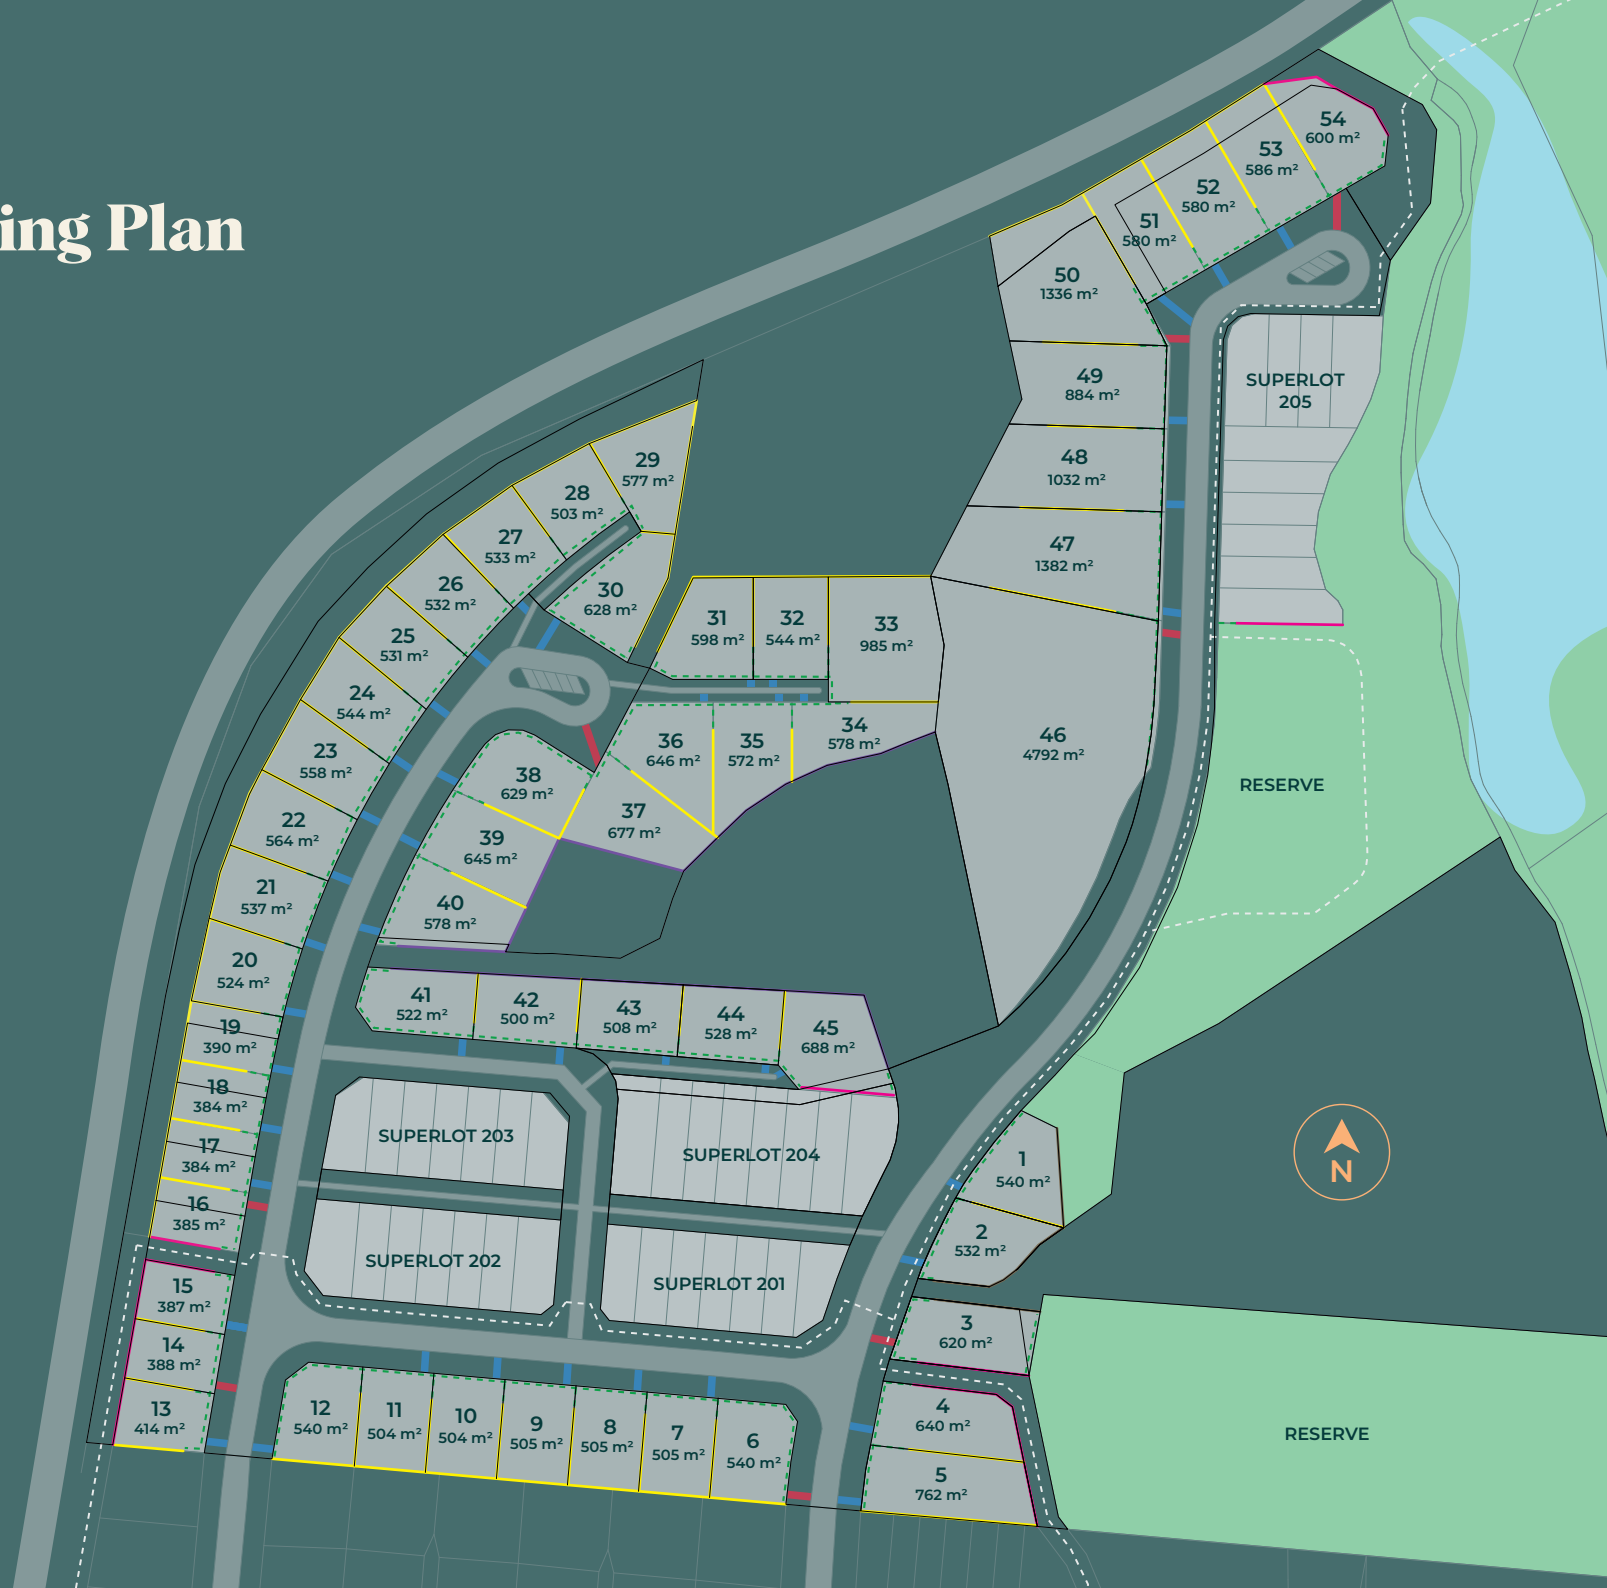 ing Plan
54
600 m²
53
586 m²
52
580 m²
51
580 m²
50
1336 m²
49
884 m²
48
1032 m²
47
1382 m²
46
4792 m²
SUPERLOT
205
29
577 m²
28
503 m²
27
533 m²
26
532 m²
25
531 m²
24
544 m²
23
558 m²
22
564 m²
21
537 m²
20
524 m²
19
390 m²
18
384 m²
17
384 m²
16
385 m²
15
387 m²
14
388 m²
13
414 m²
30
628 m²
31
598 m²
32
544 m²
33
985 m²
34
578 m²
35
572 m²
36
646 m²
37
677 m²
38
629 m²
39
645 m²
40
578 m²
41
522 m²
42
500 m²
43
508 m²
44
528 m²
45
688 m²
RESERVE
SUPERLOT 203
SUPERLOT 204
SUPERLOT 202
SUPERLOT 201
1
540 m²
2
532 m²
3
620 m²
4
640 m²
5
762 m²
N
RESERVE
12
540 m²
11
504 m²
10
504 m²
9
505 m²
8
505 m²
7
505 m²
6
540 m²